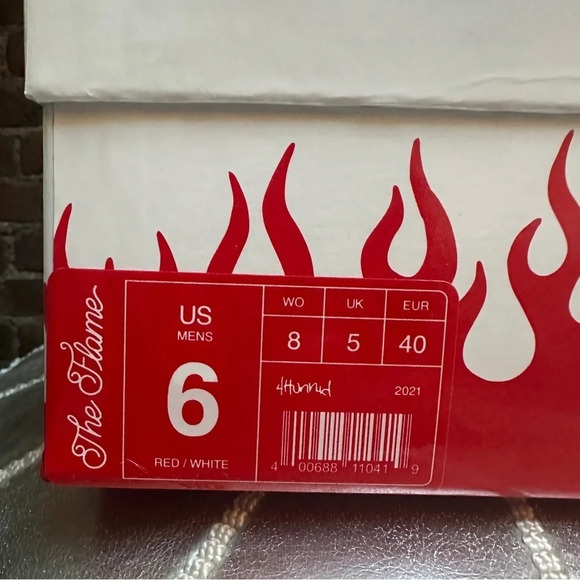 The Flame
US
MENS
6
RED / WHITE
WO UK EUR
8 5 40
4Hunnid 2021
4 00688 11041 9